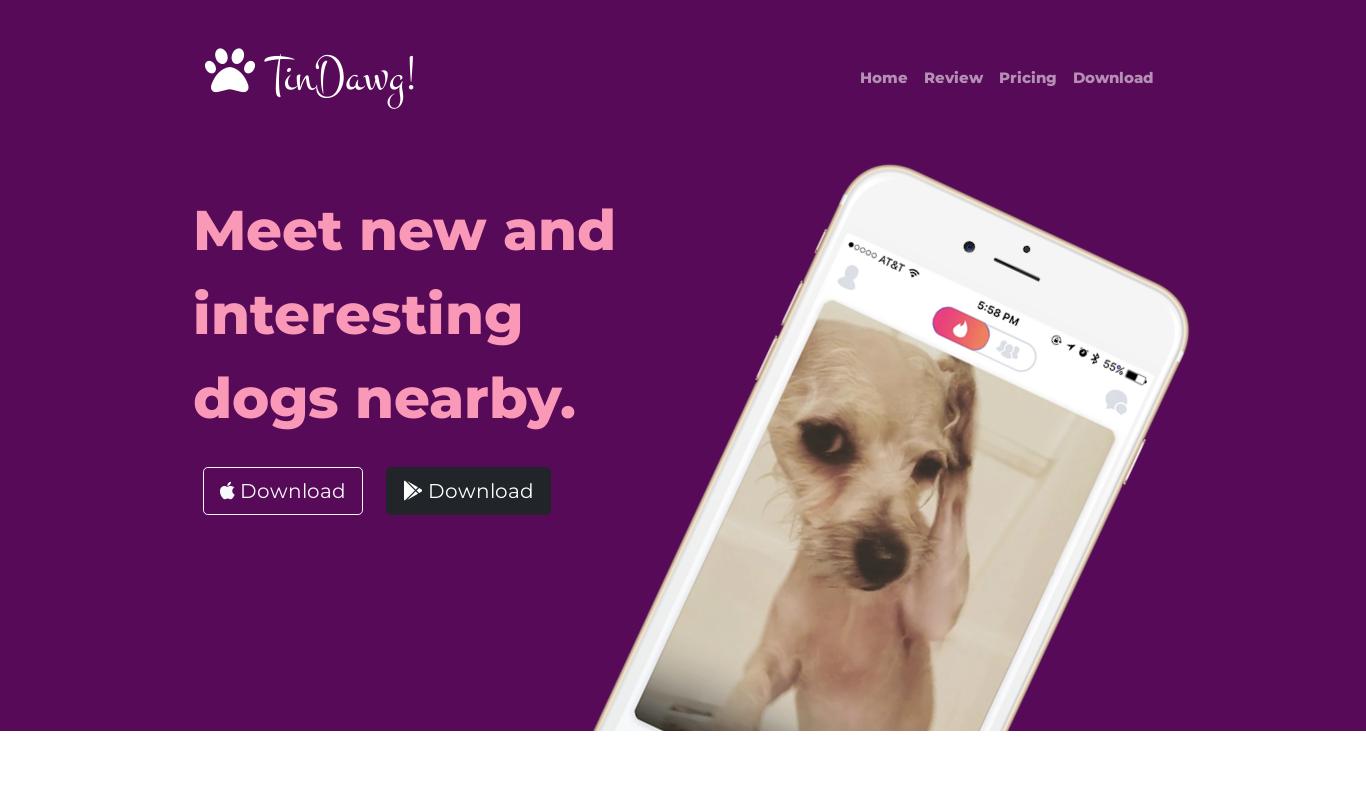 TinDawg!
Home Review Pricing Download
Meet new and
interesting
dogs nearby.
Download Download
AT&T
5:58 PM
55%